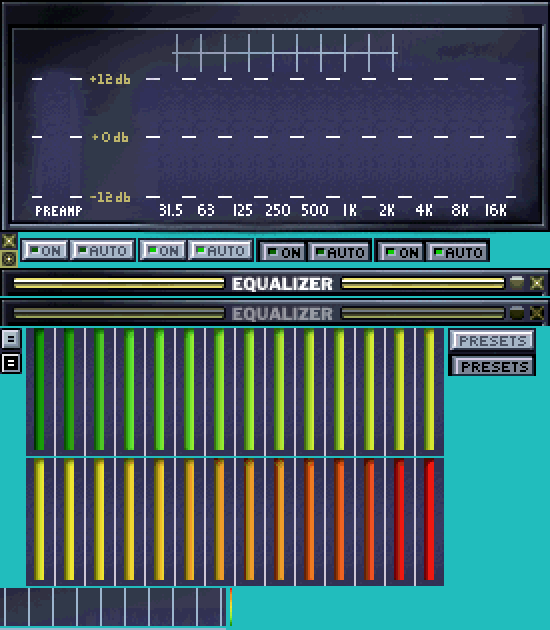 +12db
+0db
-12db
PREAMP 31.5 63 125 250 500 1K 2K 4K 8K 16K
ON AUTO ON AUTO ON AUTO ON AUTO
EQUALIZER
EQUALIZER
PRESETS
PRESETS